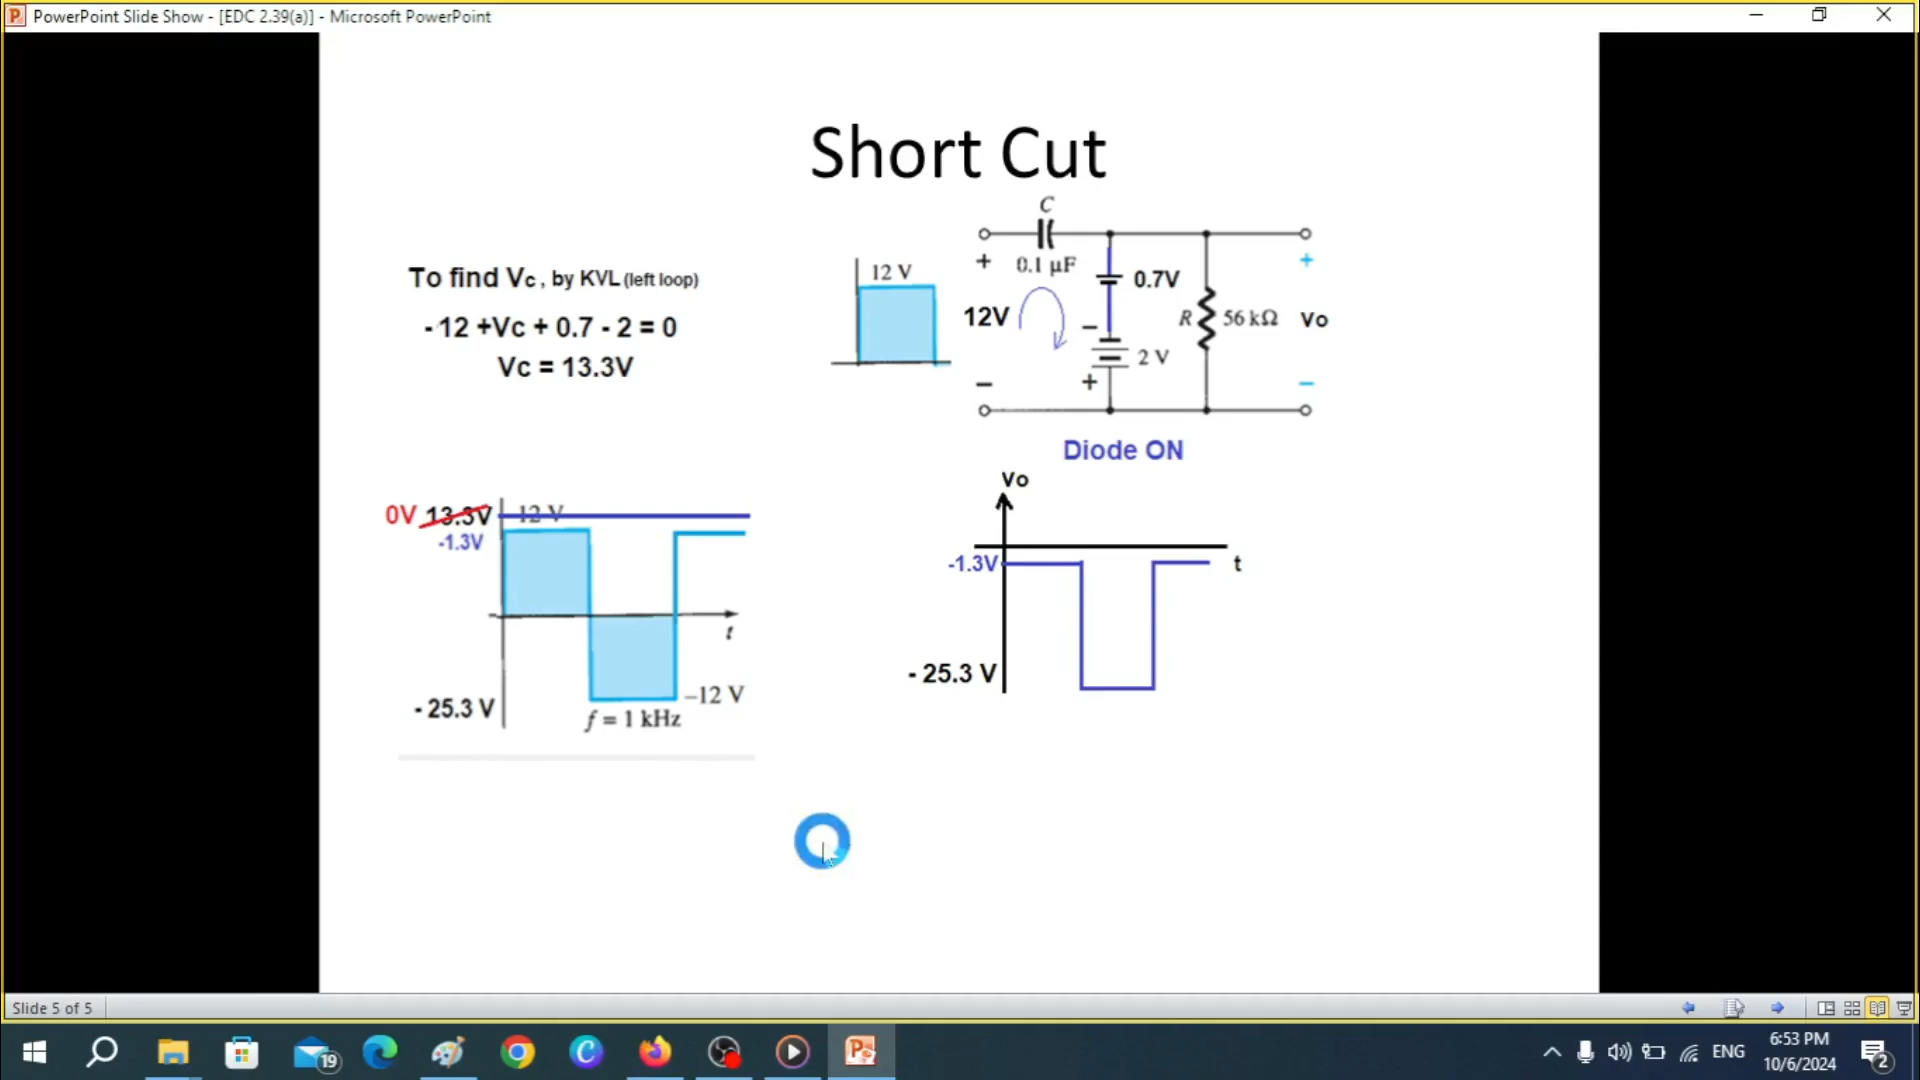 PowerPoint Slide Show - [EDC 2.39(a)] - Microsoft PowerPoint
Short Cut
To find Vc, by KVL (left loop)
- 12 +Vc + 0.7 - 2 = 0
Vc = 13.3V
12 V
C
0.1 µF
+
12V
−
0.7V
−
2 V
+
R
56 kΩ
+
Vo
−
Diode ON
0V 13.3V
12 V
-1.3V
t
- 25.3 V
−12 V
f = 1 kHz
Vo
-1.3V
t
- 25.3 V
Slide 5 of 5
19
ENG
6:53 PM
10/6/2024
2